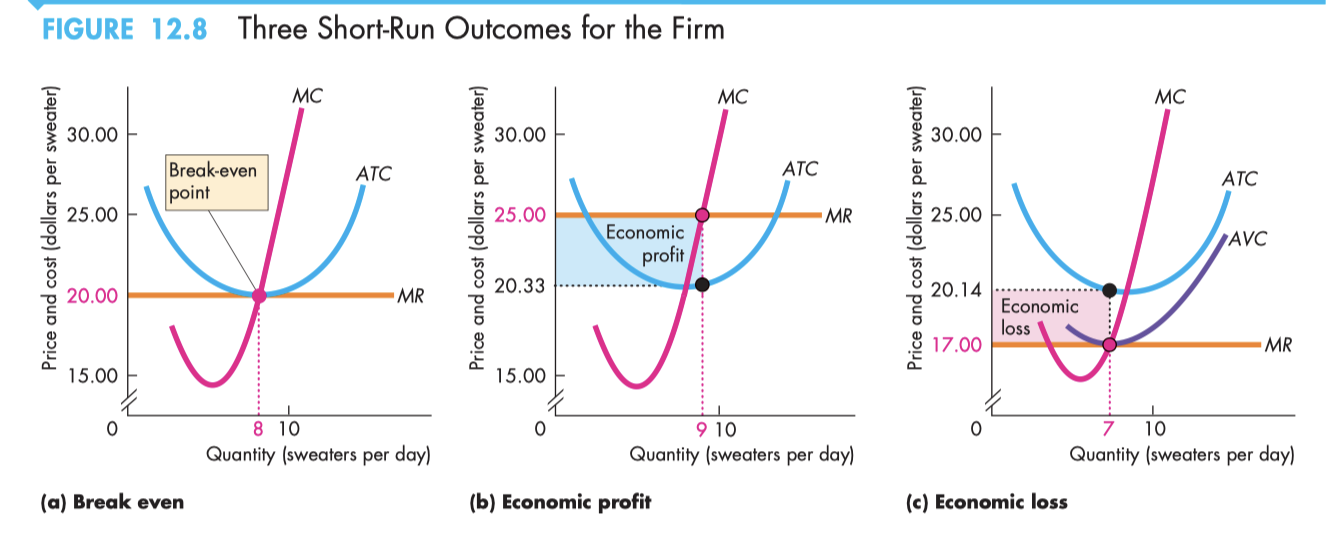 FIGURE 12.8 Three Short-Run Outcomes for the Firm
Price and cost (dollars per sweater)
30.00
25.00
20.00
15.00
0
8
10
MC
ATC
MR
Break-even
point
Quantity (sweaters per day)
(a) Break even
Price and cost (dollars per sweater)
30.00
25.00
20.33
15.00
0
9
10
MC
ATC
MR
Economic
profit
Quantity (sweaters per day)
(b) Economic profit
Price and cost (dollars per sweater)
30.00
25.00
20.14
17.00
0
7
10
MC
ATC
AVC
MR
Economic
loss
Quantity (sweaters per day)
(c) Economic loss